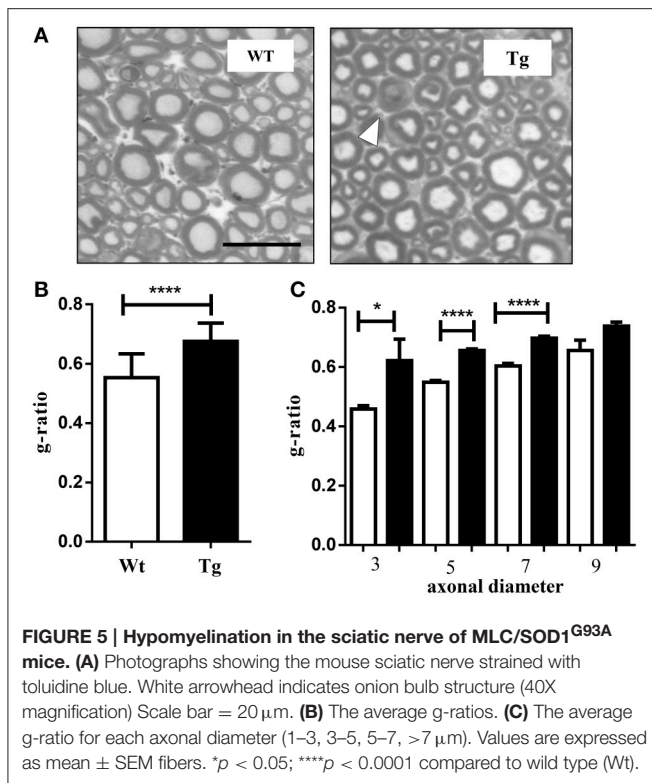 A
WT
Tg
B
****
g-ratio
0.8
0.6
0.4
0.2
0.0
Wt
Tg
C
*
****
****
g-ratio
0.8
0.6
0.4
0.2
0.0
3
5
7
9
axonal diameter
FIGURE 5 | Hypomyelination in the sciatic nerve of MLC/SOD1G93A
mice. (A) Photographs showing the mouse sciatic nerve strained with
toluidine blue. White arrowhead indicates onion bulb structure (40X
magnification) Scale bar = 20 μm. (B) The average g-ratios. (C) The average
g-ratio for each axonal diameter (1–3, 3–5, 5–7, >7 μm). Values are expressed
as mean ± SEM fibers. *p < 0.05; ****p < 0.0001 compared to wild type (Wt).